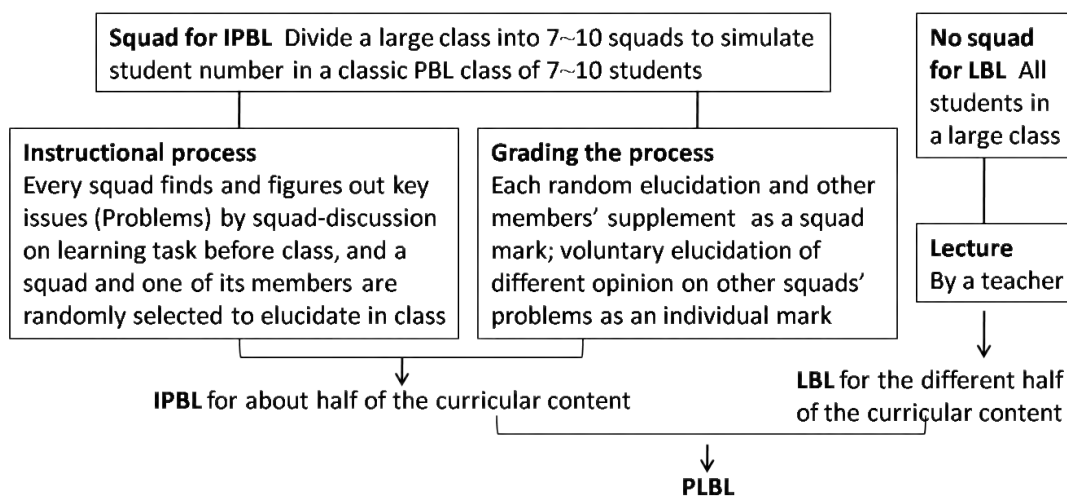 Squad for IPBL Divide a large class into 7~10 squads to simulate
student number in a classic PBL class of 7~10 students
No squad
for LBL All
students in
a large class
Instructional process
Every squad finds and figures out key
issues (Problems) by squad-discussion
on learning task before class, and a
squad and one of its members are
randomly selected to elucidate in class
Grading the process
Each random elucidation and other
members' supplement as a squad
mark; voluntary elucidation of
different opinion on other squads'
problems as an individual mark
Lecture
By a teacher
IPBL for about half of the curricular content
LBL for the different half
of the curricular content
PLBL